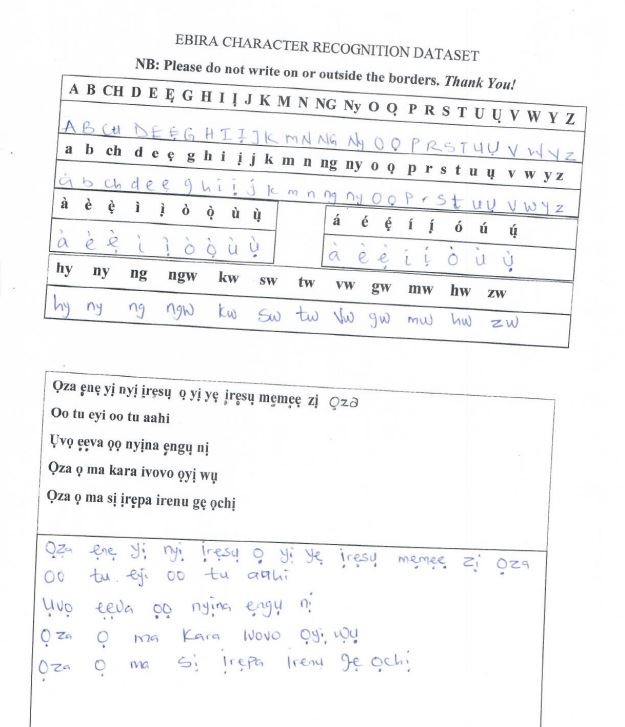 EBIRA CHARACTER RECOGNITION DATASET
NB: Please do not write on or outside the borders. Thank You!
A B CH D E Ẹ G H I Ị J K M N NG Ny O Ọ P R S T U Ụ V W Y Z
A B CH D E Ẹ G H I Ị J K M N NG Ny O Ọ P R S T U Ụ V W Y Z
a b ch d e ẹ g h i ị j k m n ng ny o ọ p r s t u ụ v w y z
a b ch d e ẹ g h i ị j k m n ng ny o ọ p r s t u ụ v w y z
à è ẹ̀ ì ị̀ ò ọ̀ ù ụ̀
à è ẹ̀ ì ị̀ ò ọ̀ ù ụ̀
á é ẹ́ í ị́ ó ú ụ́
à è ẹ̀ ì ị̀ ò ù ụ̀
hy ny ng ngw kw sw tw vw gw mw hw zw
hy ny ng ngw kw sw tw vw gw mw hw zw
Ọza ẹnẹ yị nyị ịrẹsụ ọ yị yẹ ịrẹsụ mẹmẹẹ zị ọza
Oo tu eyi oo tu aahi
Ụvọ ẹẹva ọọ nyịna ẹngụ nị
Ọza ọ ma kara ivovo ọyị wụ
Ọza ọ ma sị ịrẹpa irenu gẹ ọchị
Ọza ẹnẹ yị nyị ịrẹsụ ọ yị yẹ ịrẹsụ mẹmẹẹ zị ọza
oo tu eyi oo tu aahi
Ụvọ ẹẹva ọọ nyịna ẹngụ nị
Ọza ọ ma kara ivovo ọyị wụ
Ọza ọ ma sị ịrẹpa irenu gẹ ọchị